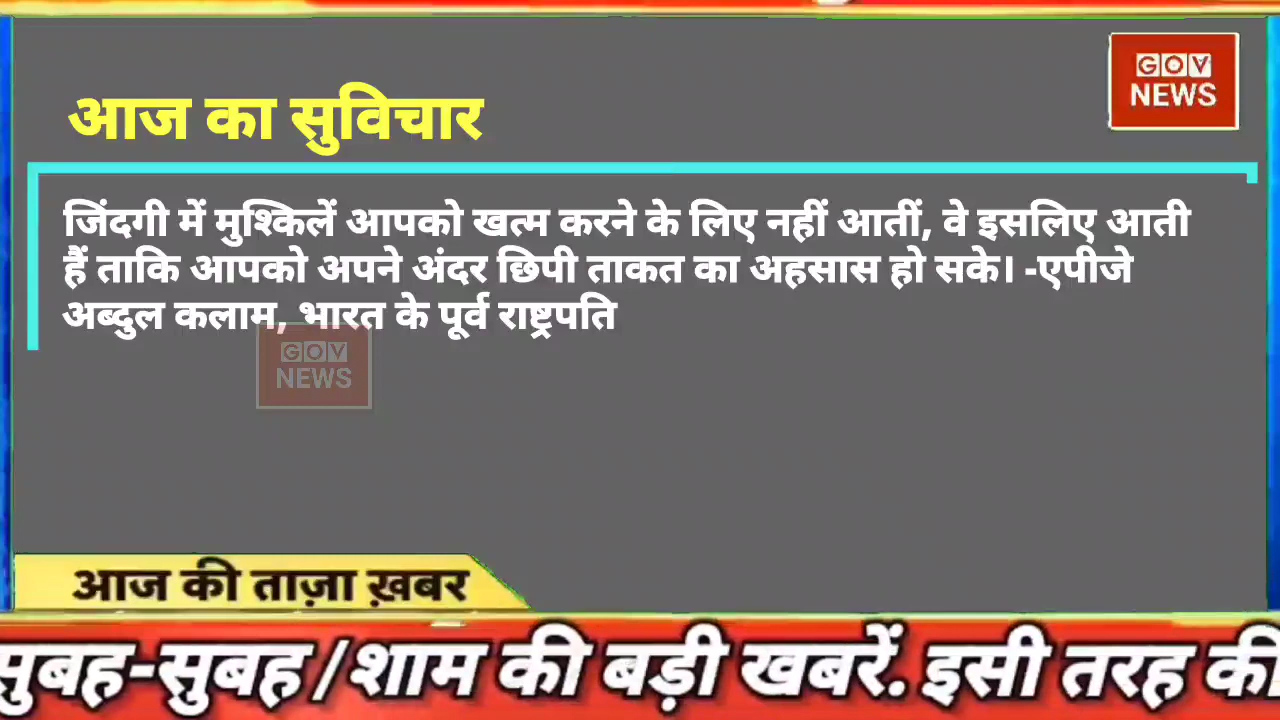 GOV
NEWS
आज का सुविचार
जिंदगी में मुश्किलें आपको खत्म करने के लिए नहीं आतीं, वे इसलिए आती
हैं ताकि आपको अपने अंदर छिपी ताकत का अहसास हो सके। -एपीजे
अब्दुल कलाम, भारत के पूर्व राष्ट्रपति
GOV
NEWS
आज की ताज़ा ख़बर
सुबह-सुबह/शाम की बड़ी खबरें. इसी तरह की